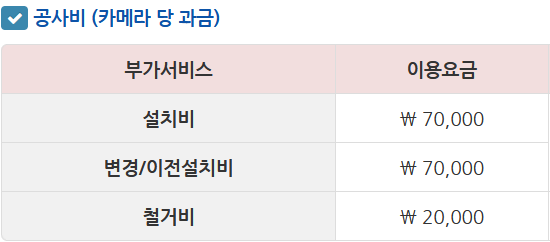 공사비 (카메라 당 과금)
부가서비스 이용요금
설치비 ₩ 70,000
변경/이전설치비 ₩ 70,000
철거비 ₩ 20,000